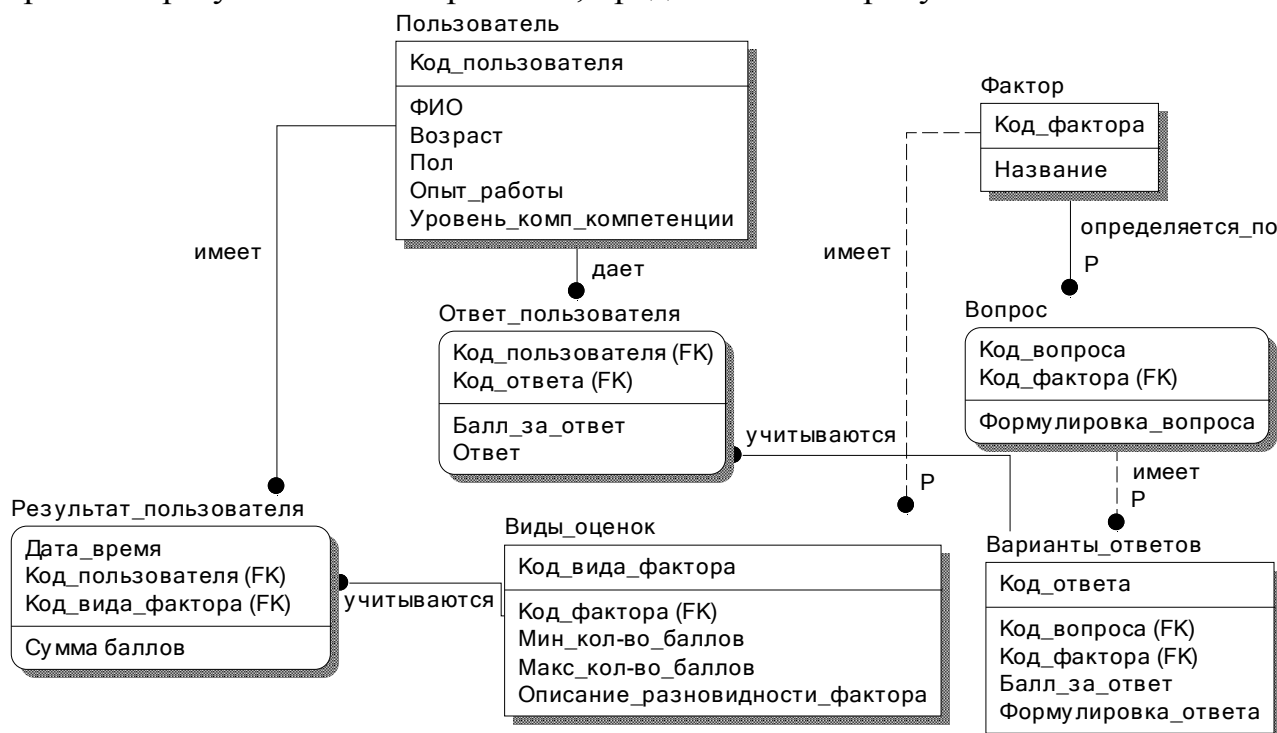 Пользователь
Код_пользователя
ФИО
Возраст
Пол
Опыт_работы
Уровень_комп_компетенции
Фактор
Код_фактора
Название
имеет
дает
имеет
определяется_по
P
Ответ_пользователя
Код_пользователя (FK)
Код_ответа (FK)
Балл_за_ответ
Ответ
Вопрос
Код_вопроса
Код_фактора (FK)
Формулировка_вопроса
учитываются
имеет
P
P
Результат_пользователя
Дата_время
Код_пользователя (FK)
Код_вида_фактора (FK)
Сумма баллов
учитываются
Виды_оценок
Код_вида_фактора
Код_фактора (FK)
Мин_кол-во_баллов
Макс_кол-во_баллов
Описание_разновидности_фактора
Варианты_ответов
Код_ответа
Код_вопроса (FK)
Код_фактора (FK)
Балл_за_ответ
Формулировка_ответа